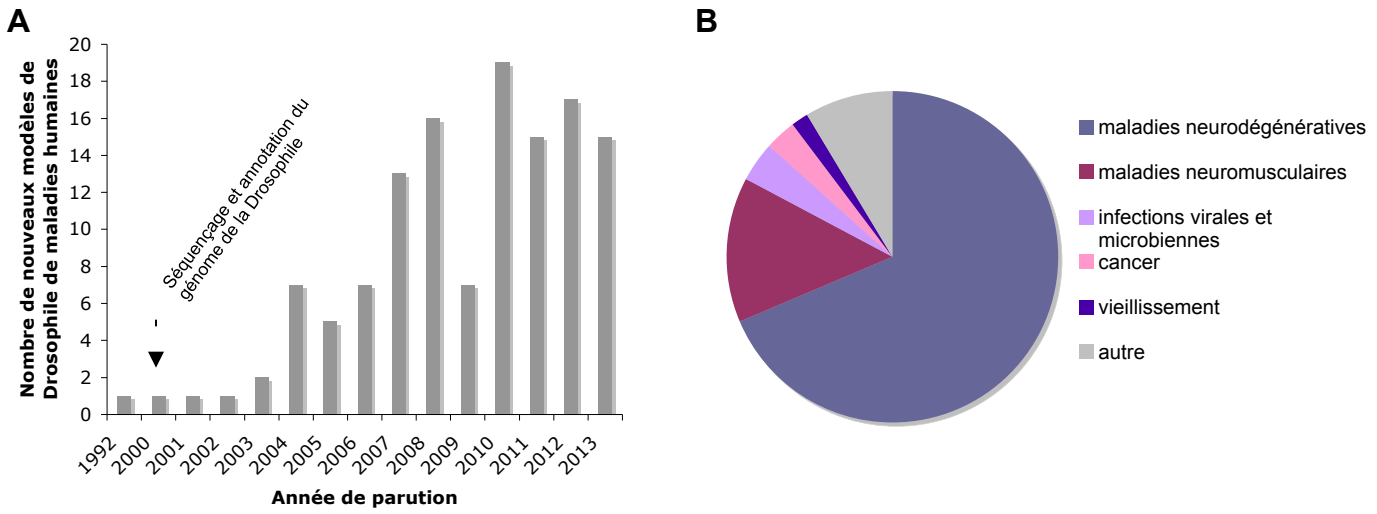 A
Nombre de nouveaux modèles de
Drosophile de maladies humaines
20
18
16
14
12
10
8
6
4
2
0
Séquençage et annotation du
génome de la Drosophile
1992
2000
2001
2002
2003
2004
2005
2006
2007
2008
2009
2010
2011
2012
2013
Année de parution
B
maladies neurodégénératives
maladies neuromusculaires
infections virales et
microbiennes
cancer
vieillissement
autre